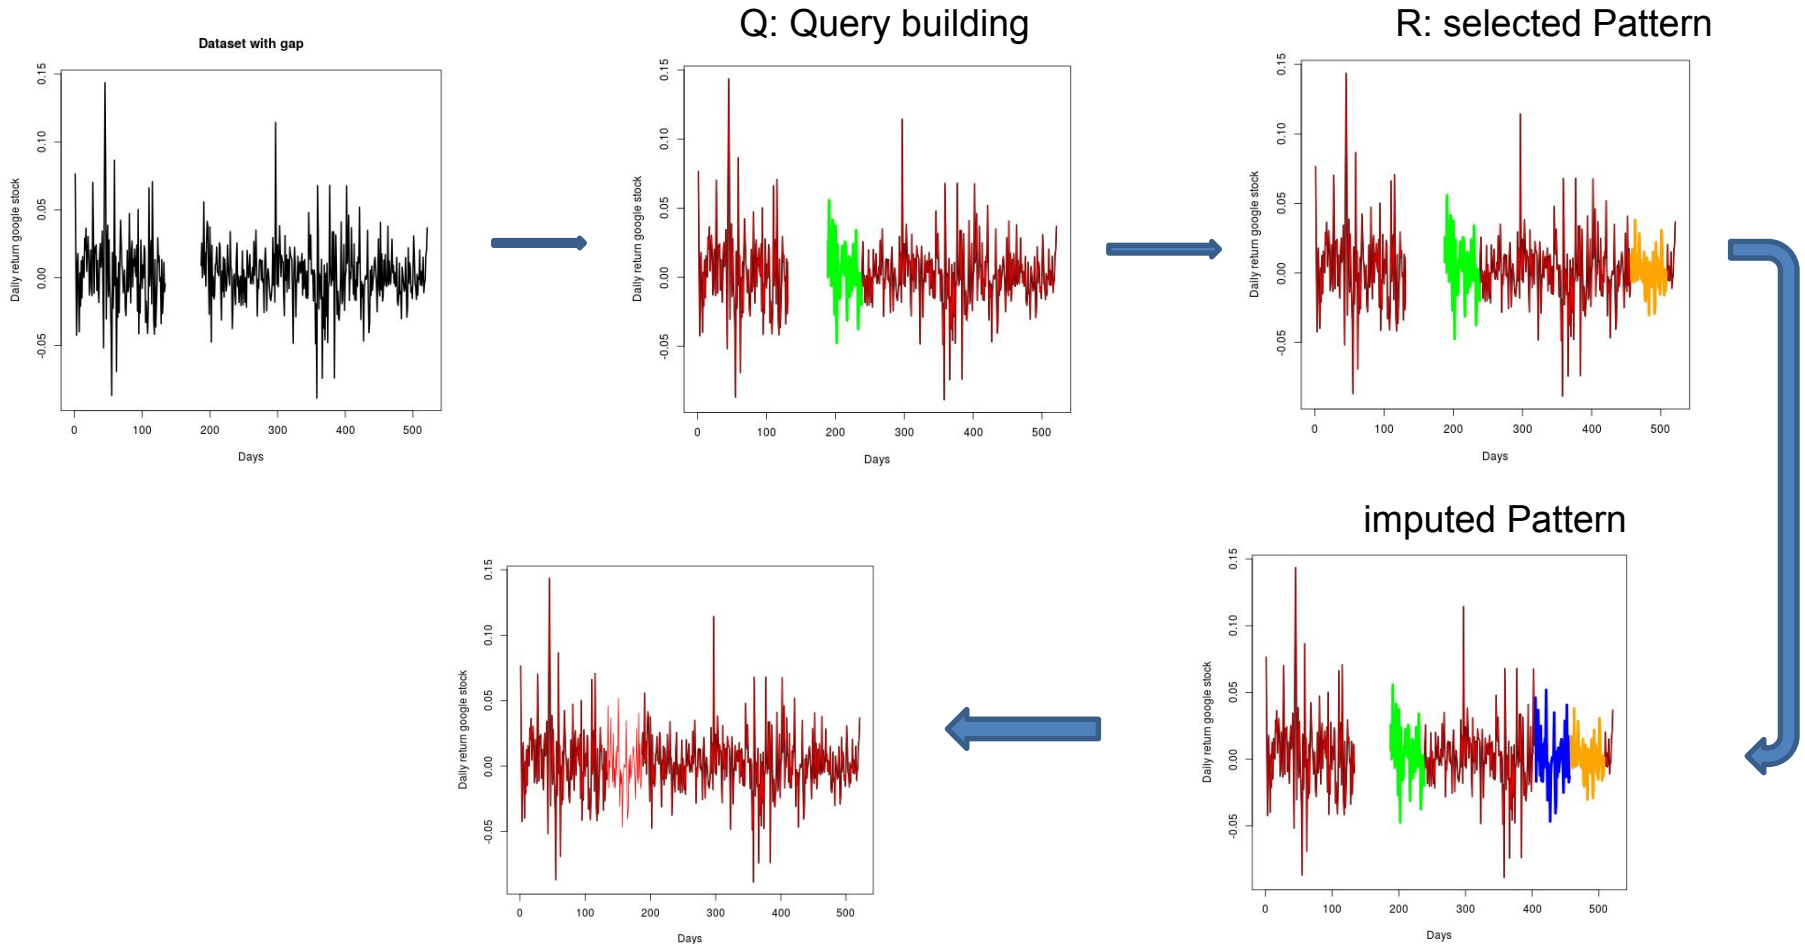 Q: Query building
R: selected Pattern
Dataset with gap
0.15
0.10
0.05
0.00
-0.05
Daily return google stock
0 100 200 300 400 500
Days
0.15
0.10
0.05
0.00
-0.05
Daily return google stock
0 100 200 300 400 500
Days
0.15
0.10
0.05
0.00
-0.05
Daily return google stock
0 100 200 300 400 500
Days
imputed Pattern
0.15
0.10
0.05
0.00
-0.05
Daily return google stock
0 100 200 300 400 500
Days
0.15
0.10
0.05
0.00
-0.05
Daily return google stock
0 100 200 300 400 500
Days